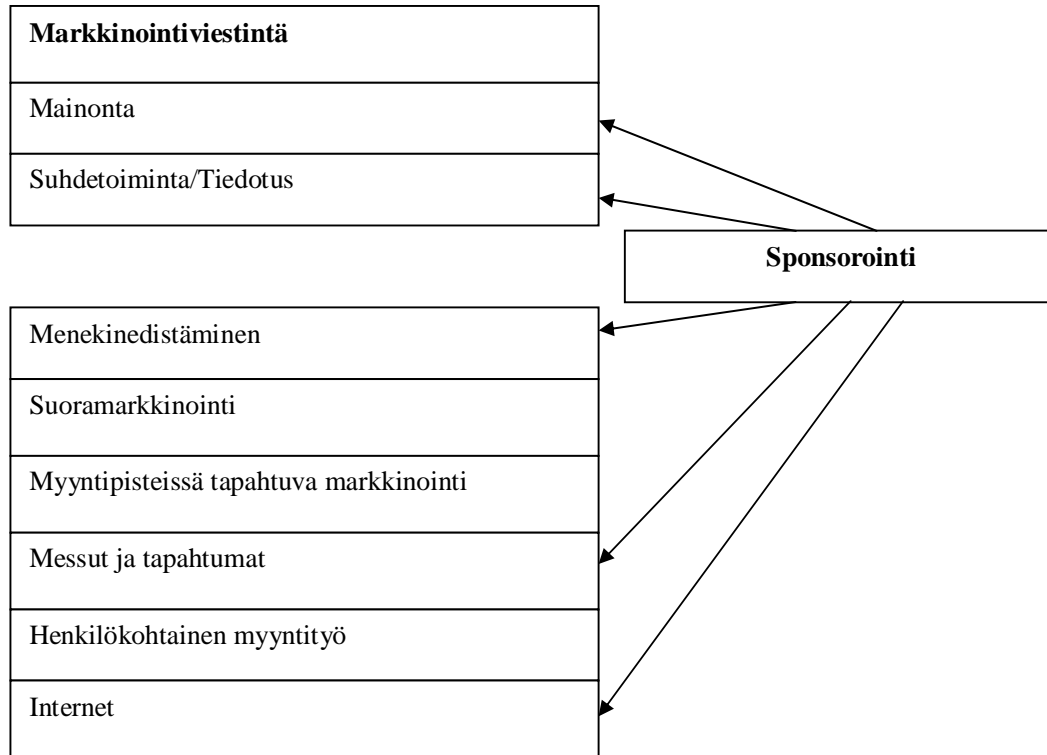 Markkinointiviestintä
Mainonta
Suhdetoiminta/Tiedotus
Sponsorointi
Menekinedistäminen
Suoramarkkinointi
Myyntipisteissä tapahtuva markkinointi
Messut ja tapahtumat
Henkilökohtainen myyntityö
Internet